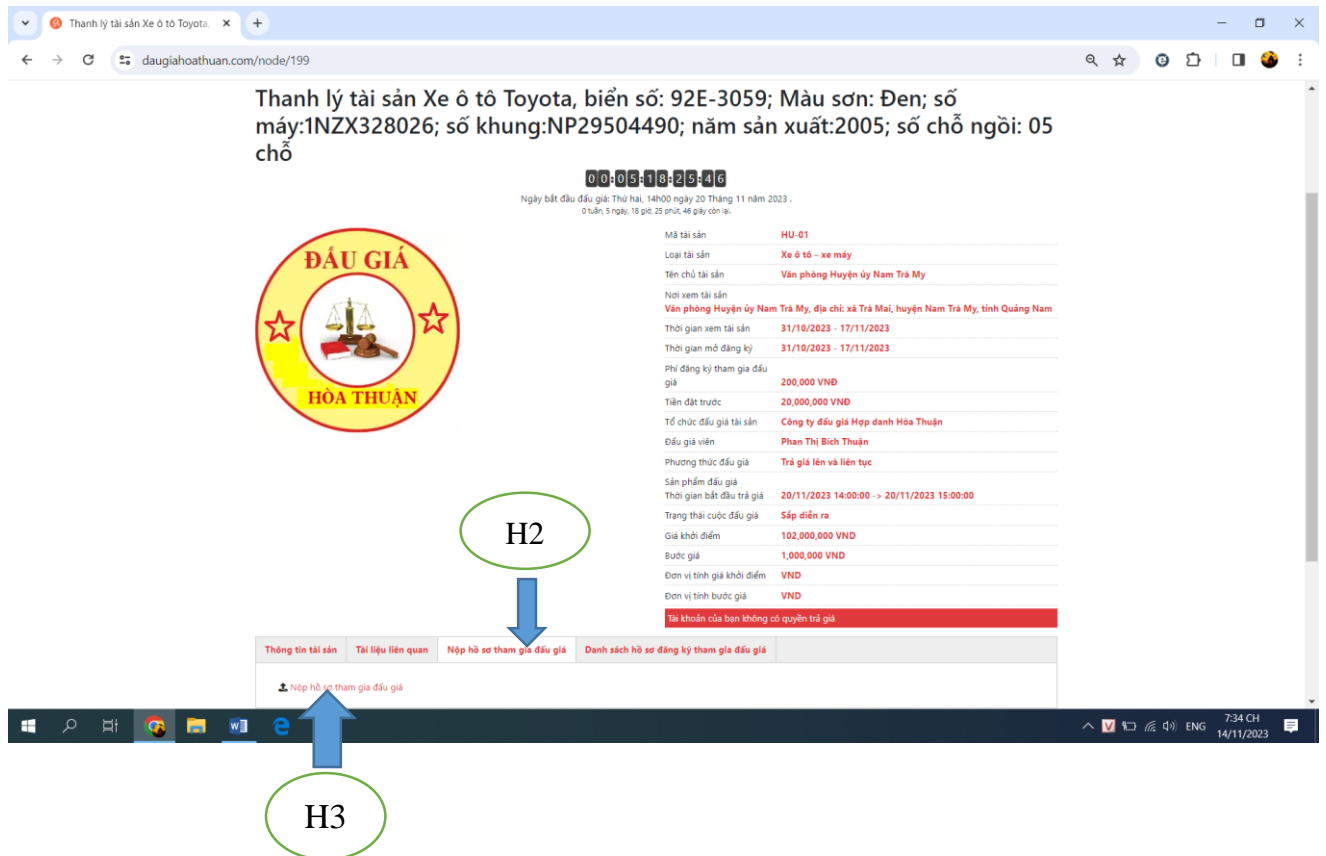 Thanh lý tài sản Xe ô tô Toyota,
daugiahoathuan.com/node/199
Thanh lý tài sản Xe ô tô Toyota, biển số: 92E-3059; Màu sơn: Đen; số
máy:1NZX328026; số khung:NP29504490; năm sản xuất:2005; số chỗ ngồi: 05
chỗ
00:05:18:25:46
Ngày bắt đầu đấu giá: Thứ hai, 14h00 ngày 20 Tháng 11 năm 2023 .
0 tuần, 5 ngày, 18 giờ, 25 phút, 46 giây còn lại.
ĐẤU GIÁ
HÒA THUẬN
Mã tài sản HU-01
Loại tài sản Xe ô tô – xe máy
Tên chủ tài sản Văn phòng Huyện ủy Nam Trà My
Nơi xem tài sản
Văn phòng Huyện ủy Nam Trà My, địa chỉ: xã Trà Mai, huyện Nam Trà My, tỉnh Quảng Nam
Thời gian xem tài sản 31/10/2023 - 17/11/2023
Thời gian mở đăng ký 31/10/2023 - 17/11/2023
Phí đăng ký tham gia đấu
giá 200,000 VNĐ
Tiền đặt trước 20,000,000 VNĐ
Tổ chức đấu giá tài sản Công ty đấu giá Hợp danh Hòa Thuận
Đấu giá viên Phan Thị Bích Thuận
Phương thức đấu giá Trả giá lên và liên tục
Sản phẩm đấu giá
Thời gian bắt đầu trả giá 20/11/2023 14:00:00 -> 20/11/2023 15:00:00
Trạng thái cuộc đấu giá Sắp diễn ra
Giá khởi điểm 102,000,000 VND
Bước giá 1,000,000 VND
Đơn vị tính giá khởi điểm VND
Đơn vị tính bước giá VND
Tài khoản của bạn không có quyền trả giá
H2
Thông tin tài sản Tài liệu liên quan Nộp hồ sơ tham gia đấu giá Danh sách hồ sơ đăng ký tham gia đấu giá
Nộp hồ sơ tham gia đấu giá
ENG
7:34 CH
14/11/2023
H3